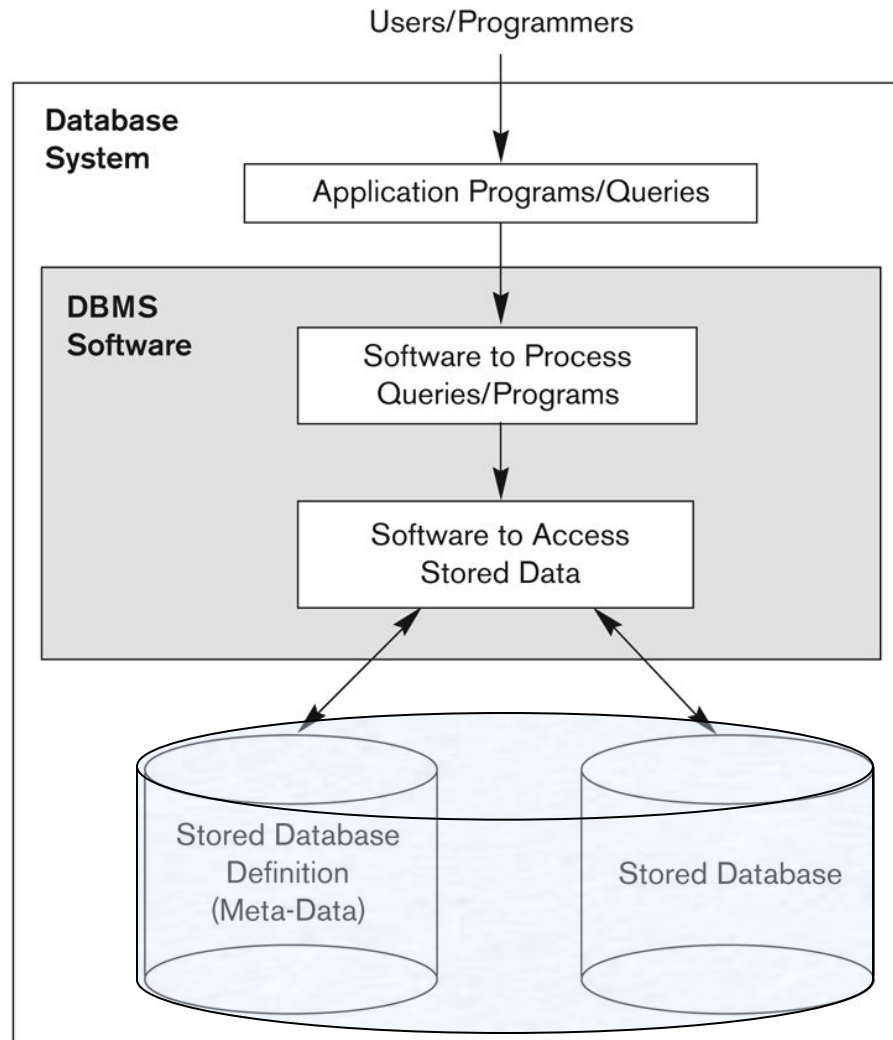 Users/Programmers
Database
System
Application Programs/Queries
DBMS
Software
Software to Process
Queries/Programs
Software to Access
Stored Data
Stored Database
Definition
(Meta-Data)
Stored Database